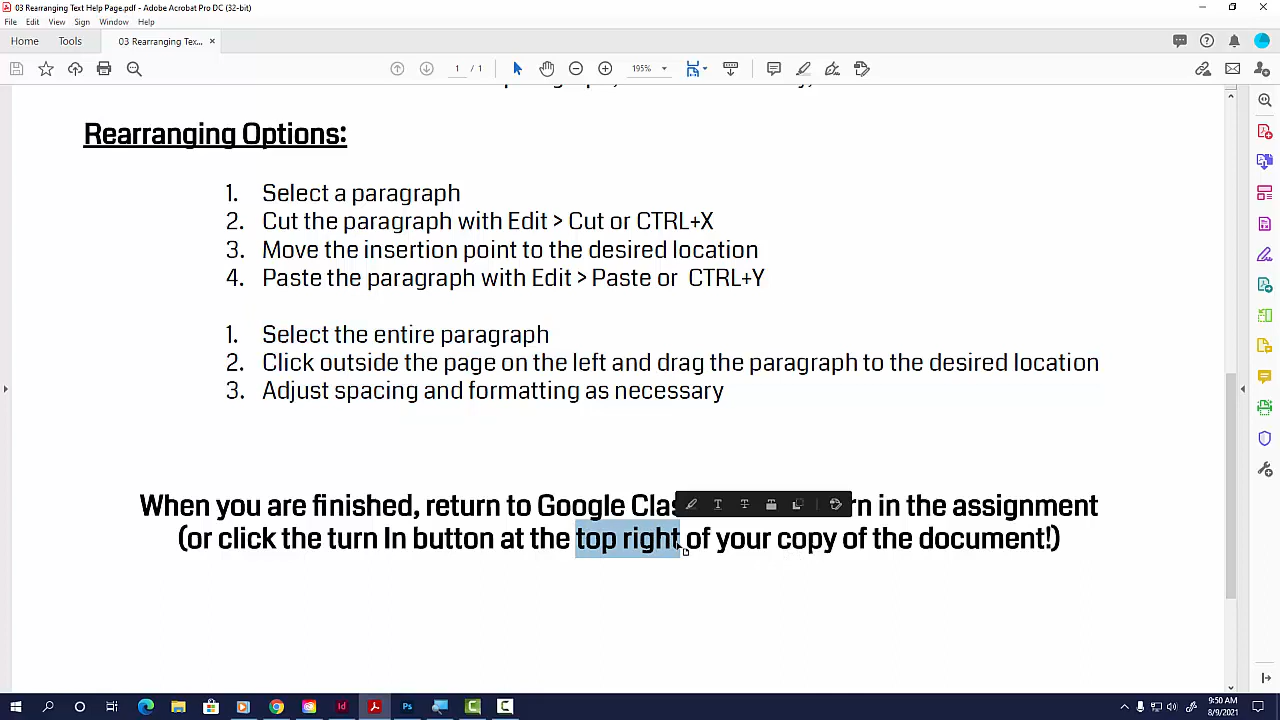 03 Rearranging Text Help Page.pdf - Adobe Acrobat Pro DC (32-bit)
File Edit View Sign Window Help
Home Tools 03 Rearranging Tex... ×
1 / 1 195%
Rearranging Options:
1. Select a paragraph
2. Cut the paragraph with Edit > Cut or CTRL+X
3. Move the insertion point to the desired location
4. Paste the paragraph with Edit > Paste or CTRL+Y
1. Select the entire paragraph
2. Click outside the page on the left and drag the paragraph to the desired location
3. Adjust spacing and formatting as necessary
When you are finished, return to Google in the assignment
(or click the turn In button at the top right of your copy of the document!)
9:50 AM
8/9/2021